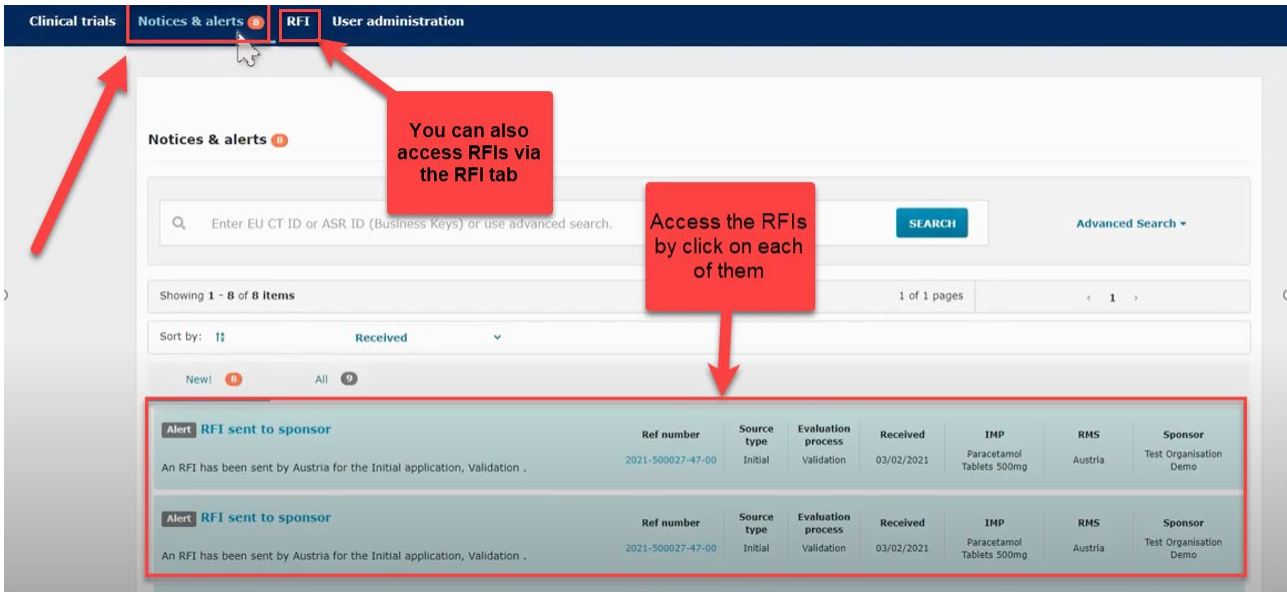 Clinical trials Notices & alerts 8 RFI User administration
You can also
access RFIs via
the RFI tab
Notices & alerts 8
Access the RFIs
by click on each
of them
Enter EU CT ID or ASR ID (Business Keys) or use advanced search. SEARCH Advanced Search
Showing 1 - 8 of 8 items 1 of 1 pages ‹ 1 ›
Sort by: Received
New! 8 All 9
Alert RFI sent to sponsor
An RFI has been sent by Austria for the Initial application, Validation .
Ref number Source type Evaluation process Received IMP RMS Sponsor
2021-500027-47-00 Initial Validation 03/02/2021 Paracetamol Tablets 500mg Austria Test Organisation Demo
Alert RFI sent to sponsor
An RFI has been sent by Austria for the Initial application, Validation .
Ref number Source type Evaluation process Received IMP RMS Sponsor
2021-500027-47-00 Initial Validation 03/02/2021 Paracetamol Tablets 500mg Austria Test Organisation Demo